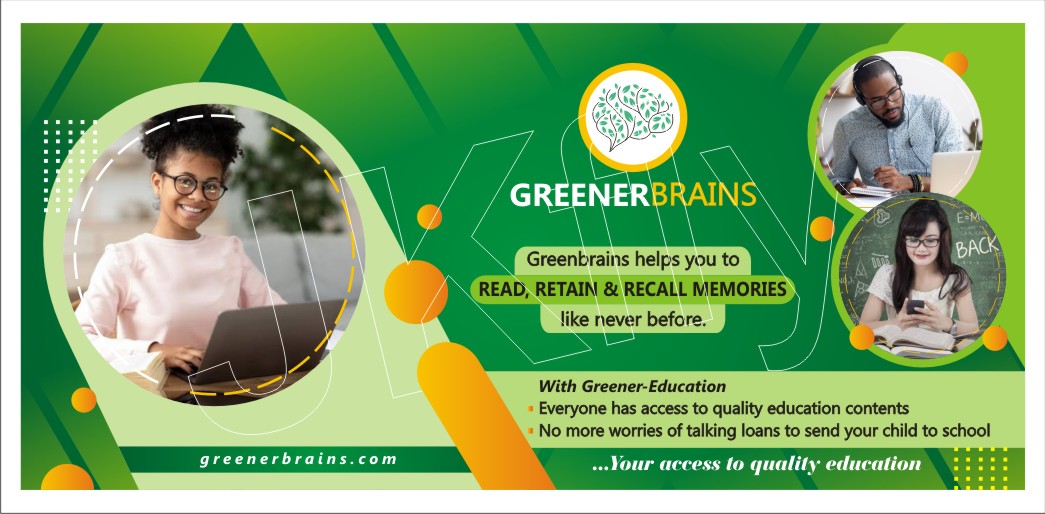 GREENERBRAINS
Greenbrains helps you to
READ, RETAIN & RECALL MEMORIES
like never before.
With Greener-Education
Everyone has access to quality education contents
No more worries of talking loans to send your child to school
...Your access to quality education
greenerbrains.com
BACK